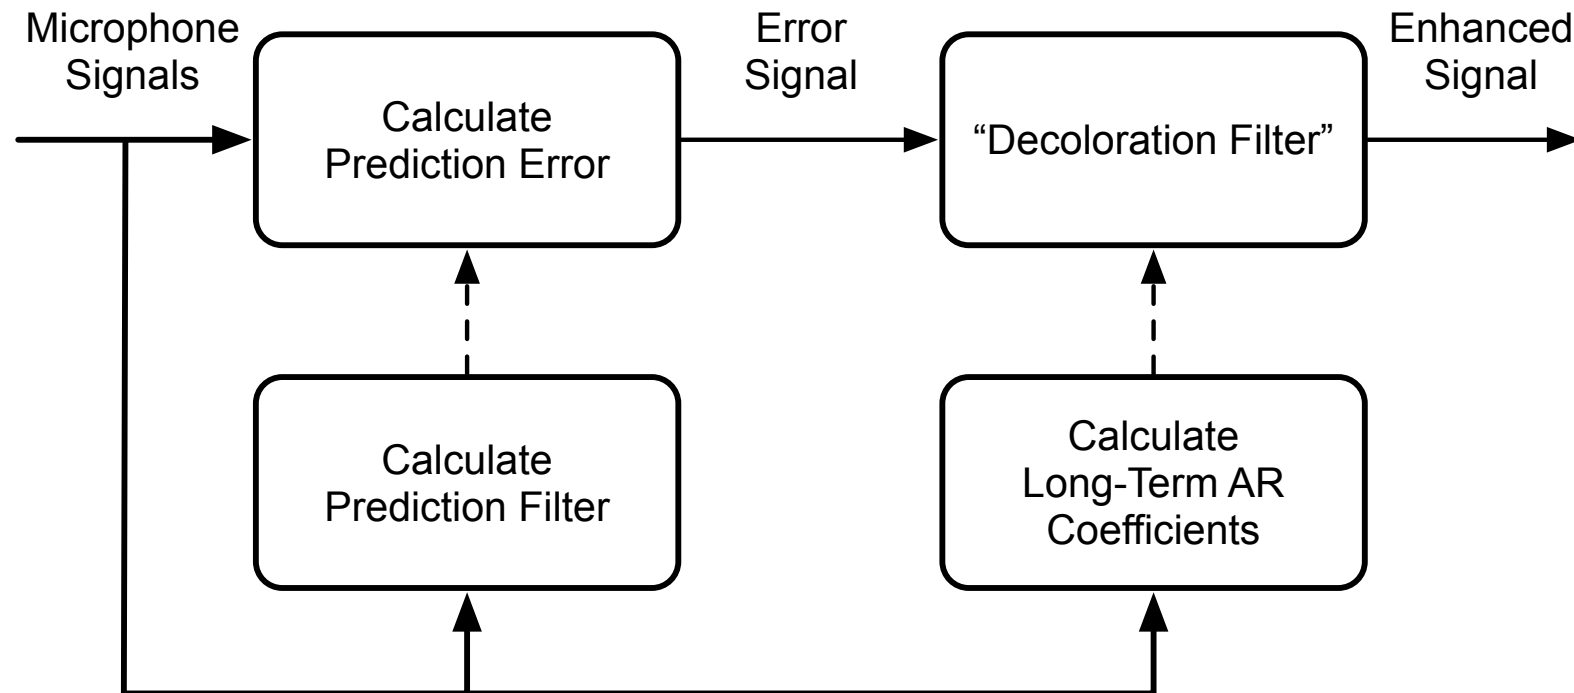 Microphone
Signals
Error
Signal
Enhanced
Signal
Calculate
Prediction Error
“Decoloration Filter”
Calculate
Prediction Filter
Calculate
Long-Term AR
Coefficients